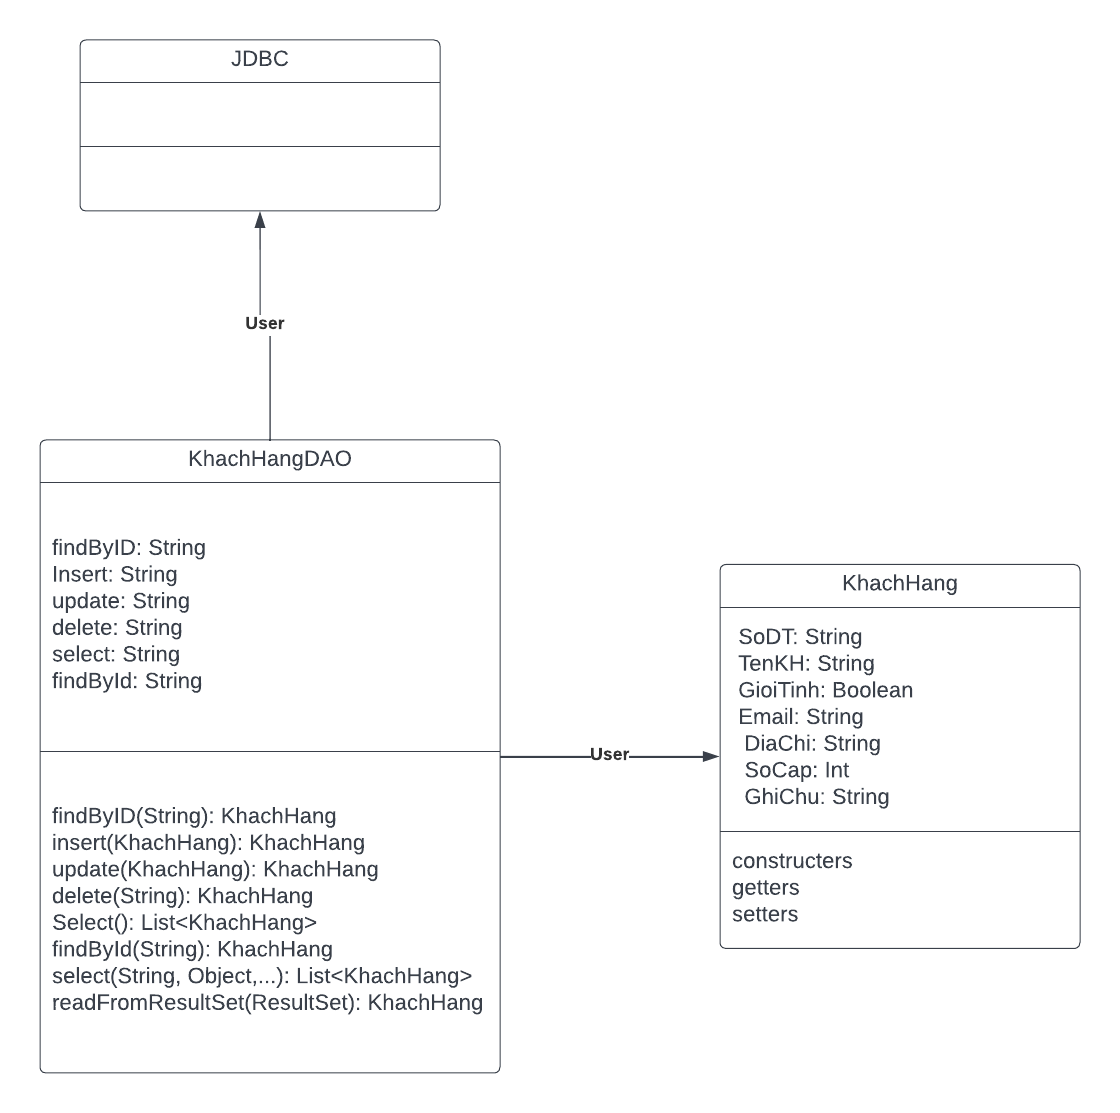 JDBC
User
KhachHangDAO
findByID: String
Insert: String
update: String
delete: String
select: String
findById: String
findByID(String): KhachHang
insert(KhachHang): KhachHang
update(KhachHang): KhachHang
delete(String): KhachHang
Select(): List<KhachHang>
findById(String): KhachHang
select(String, Object,...): List<KhachHang>
readFromResultSet(ResultSet): KhachHang
User
KhachHang
SoDT: String
TenKH: String
GioiTinh: Boolean
Email: String
DiaChi: String
SoCap: Int
GhiChu: String
constructers
getters
setters